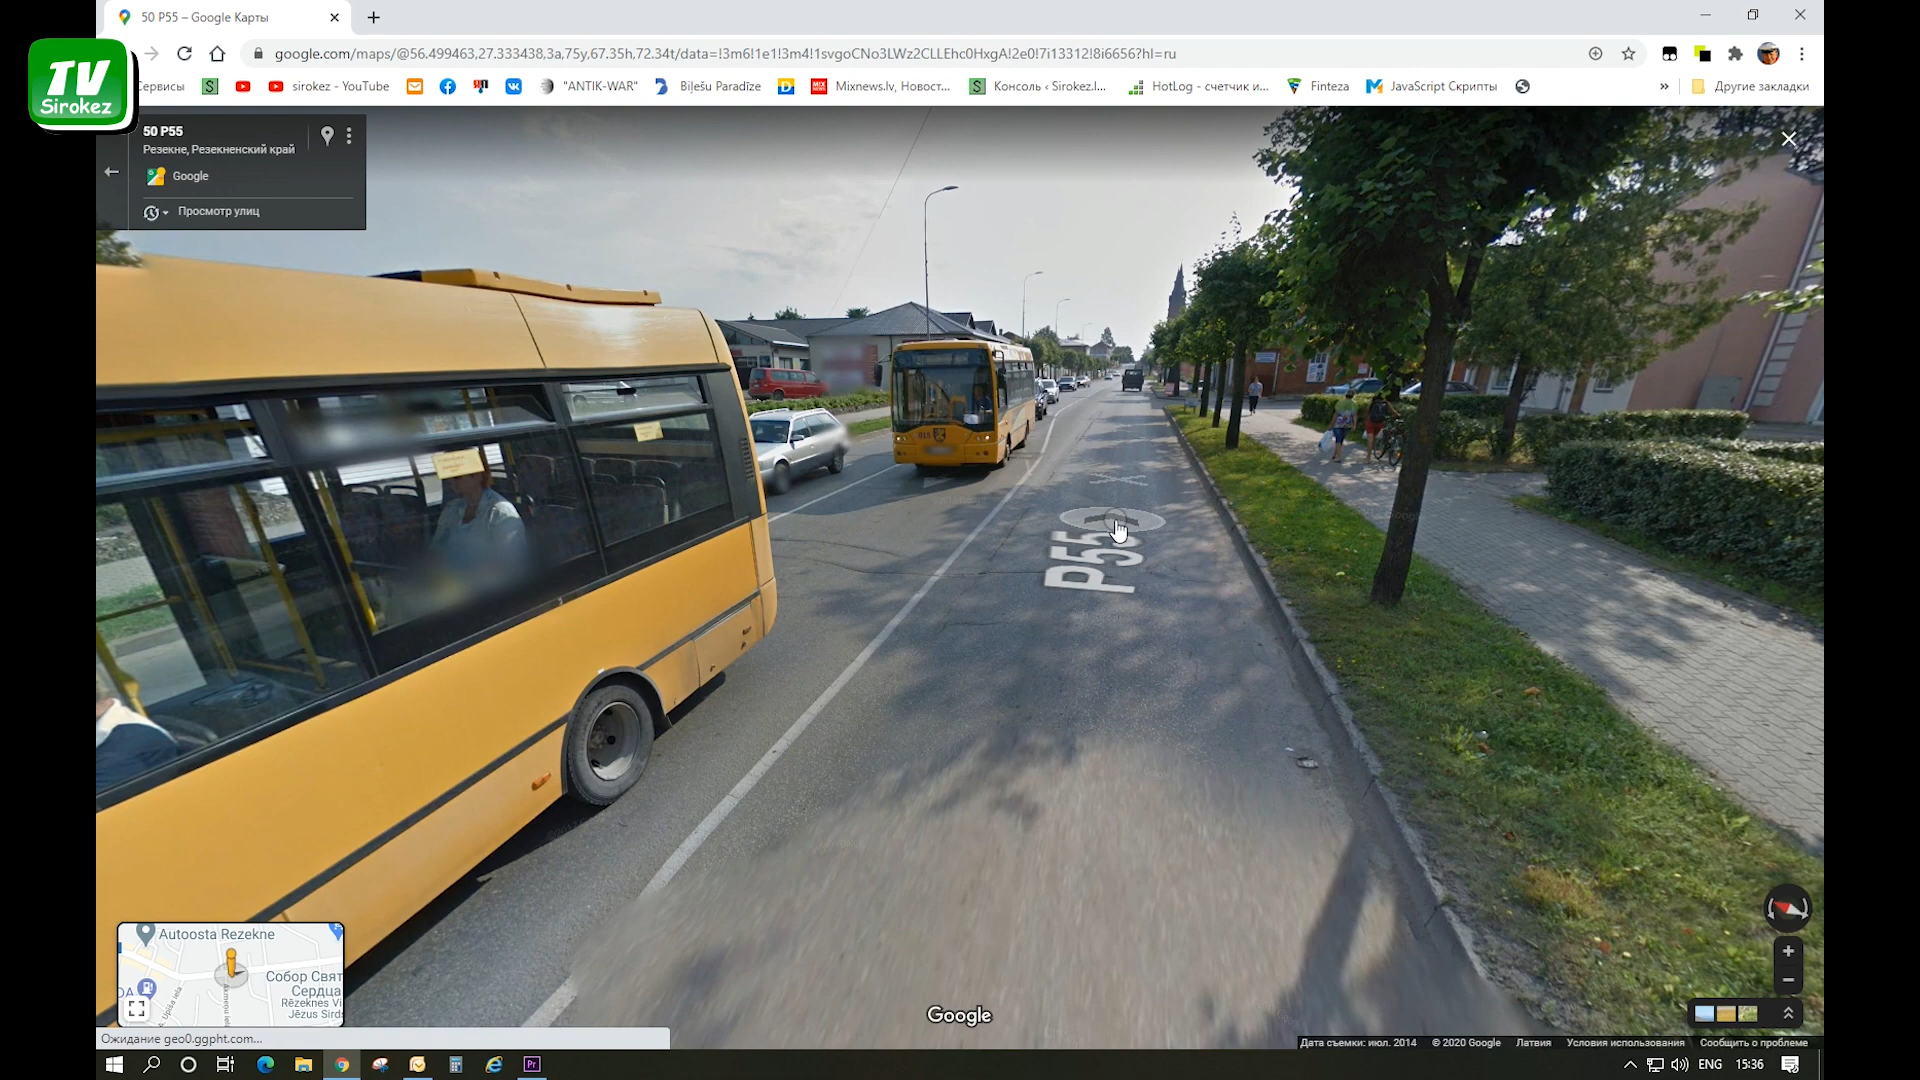 50 P55 – Google Карты
google.com/maps/@56.499463,27.333438,3a,75y,67.35h,72.34t/data=!3m6!1e1!3m4!1svgoCNo3LWz2CLLEhc0HxgA!2e0!7i13312!8i6656?hl=ru
TV
Sirokez
ервисы
sirokez - YouTube
"ANTIK-WAR"
Biļešu Paradīze
Mixnews.lv, Новост...
Консоль ‹ Sirokez.l...
HotLog - счетчик и...
Finteza
JavaScript Скрипты
Другие закладки
50 P55
Резекне, Резекненский край
Google
Просмотр улиц
015
P55
Autoosta Rezekne
Собор Свят
Сердца
Rēzeknes Vi
Jēzus Sirds
Google
Ожидание geo0.ggpht.com...
Дата съемки: июл. 2014
© 2020 Google
Латвия
Условия использования
Сообщить о проблеме
ENG
15:36